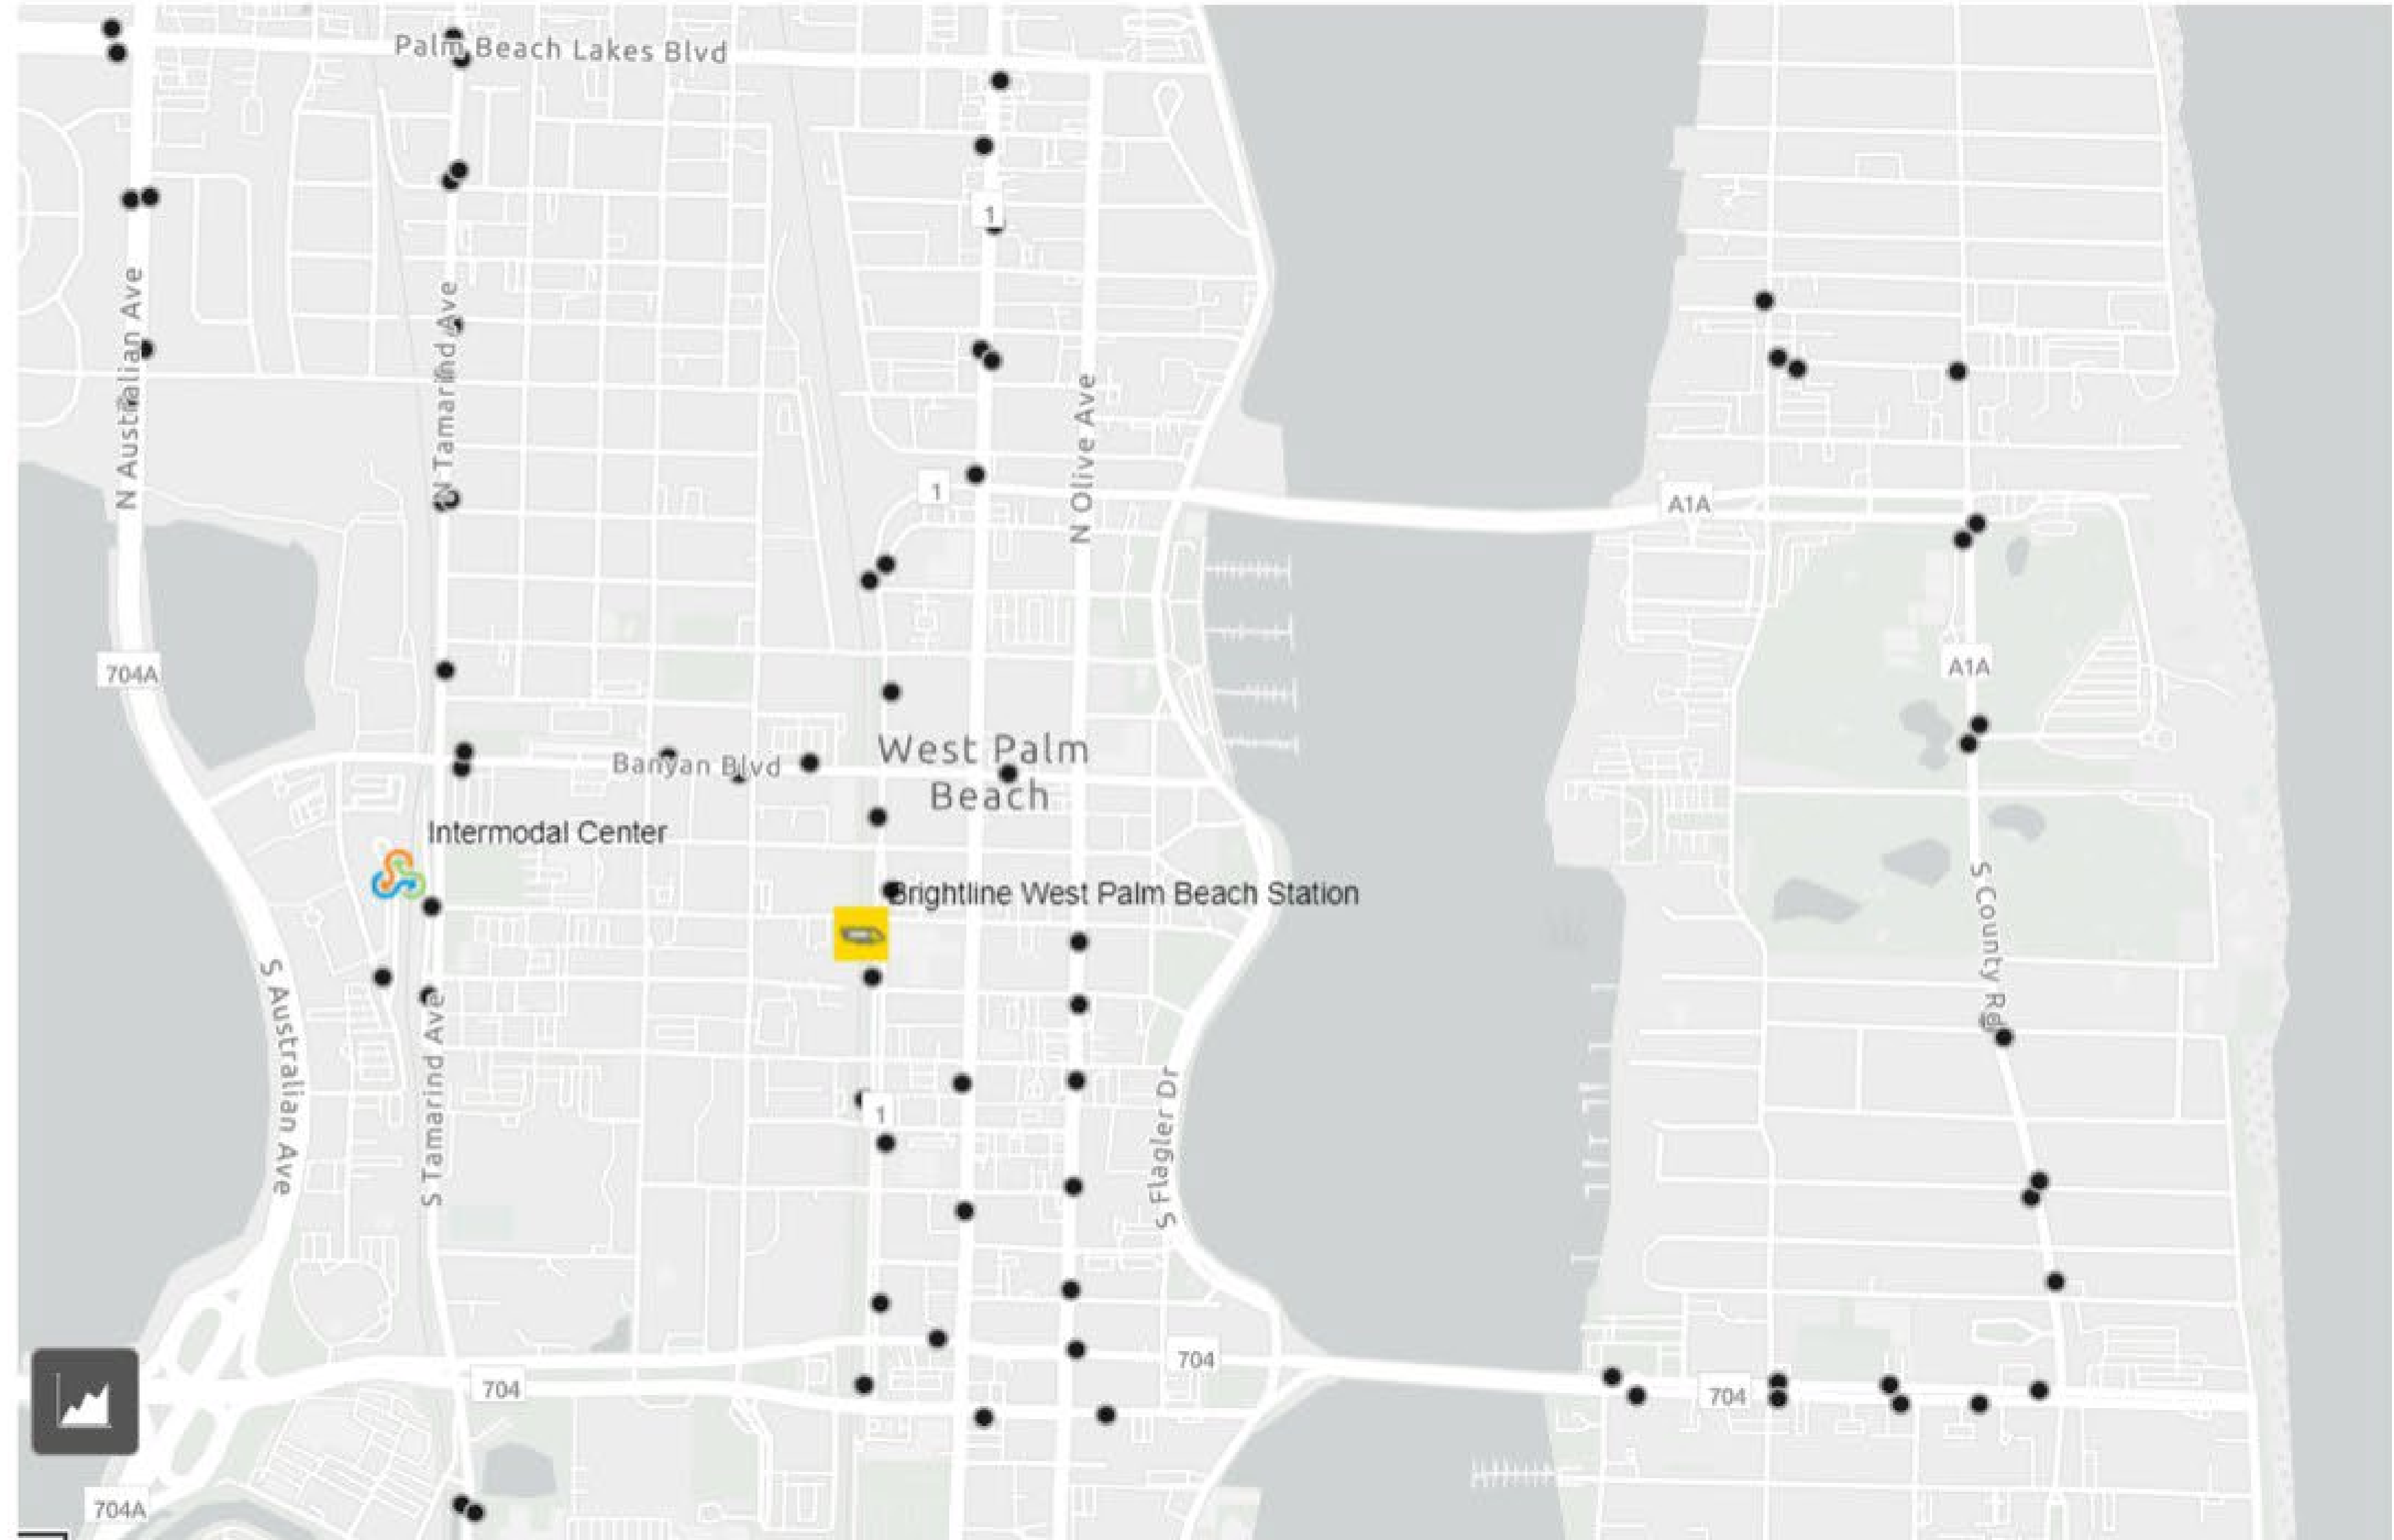 Palm Beach Lakes Blvd
1
N Australian Ave
N Tamarind Ave
N Olive Ave
1
A1A
704A
A1A
West Palm
Beach
Banyan Blvd
Intermodal Center
Brightline West Palm Beach Station
S County Rd
S Australian Ave
S Tamarind Ave
1
S Flagler Dr
704
704
704
704A